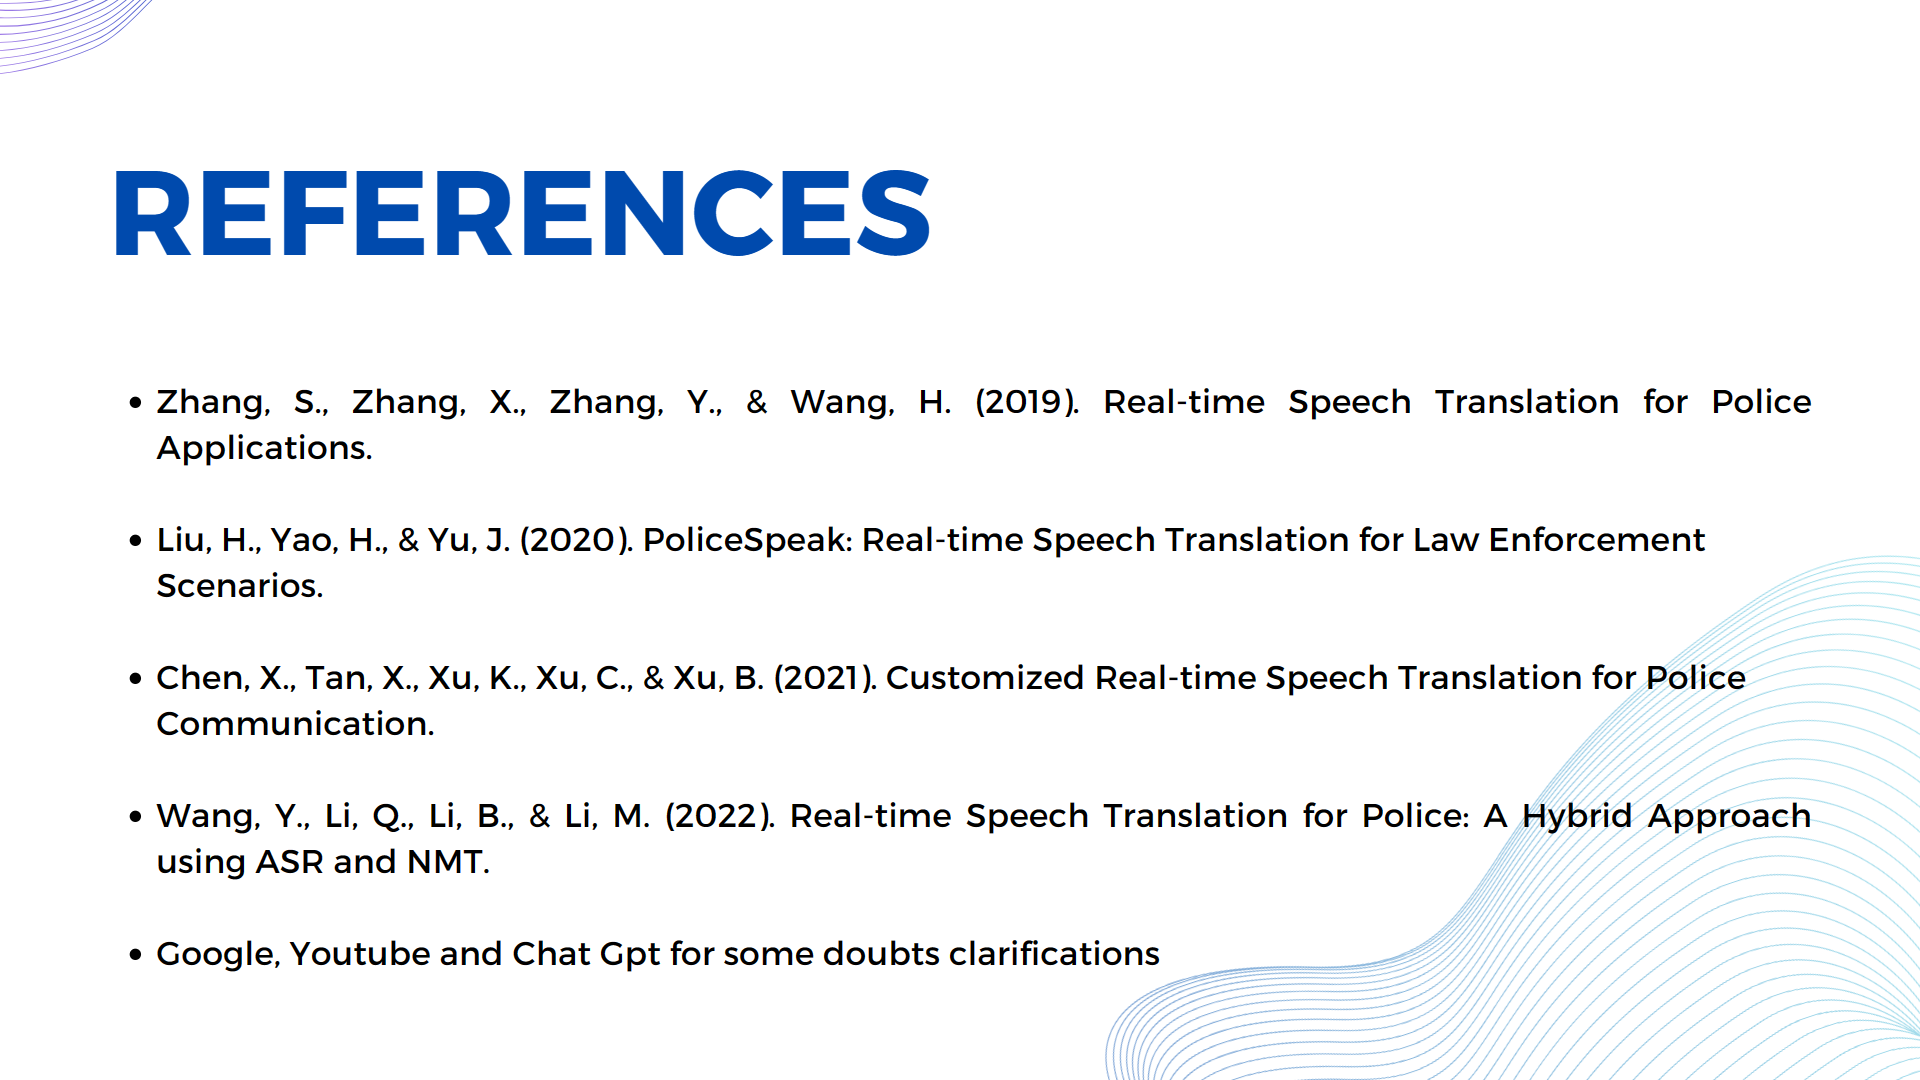 REFERENCES
• Zhang, S., Zhang, X., Zhang, Y., & Wang, H. (2019). Real-time Speech Translation for Police
Applications.
• Liu, H., Yao, H., & Yu, J. (2020). PoliceSpeak: Real-time Speech Translation for Law Enforcement
Scenarios.
• Chen, X., Tan, X., Xu, K., Xu, C., & Xu, B. (2021). Customized Real-time Speech Translation for Police
Communication.
• Wang, Y., Li, Q., Li, B., & Li, M. (2022). Real-time Speech Translation for Police: A Hybrid Approach
using ASR and NMT.
• Google, Youtube and Chat Gpt for some doubts clarifications